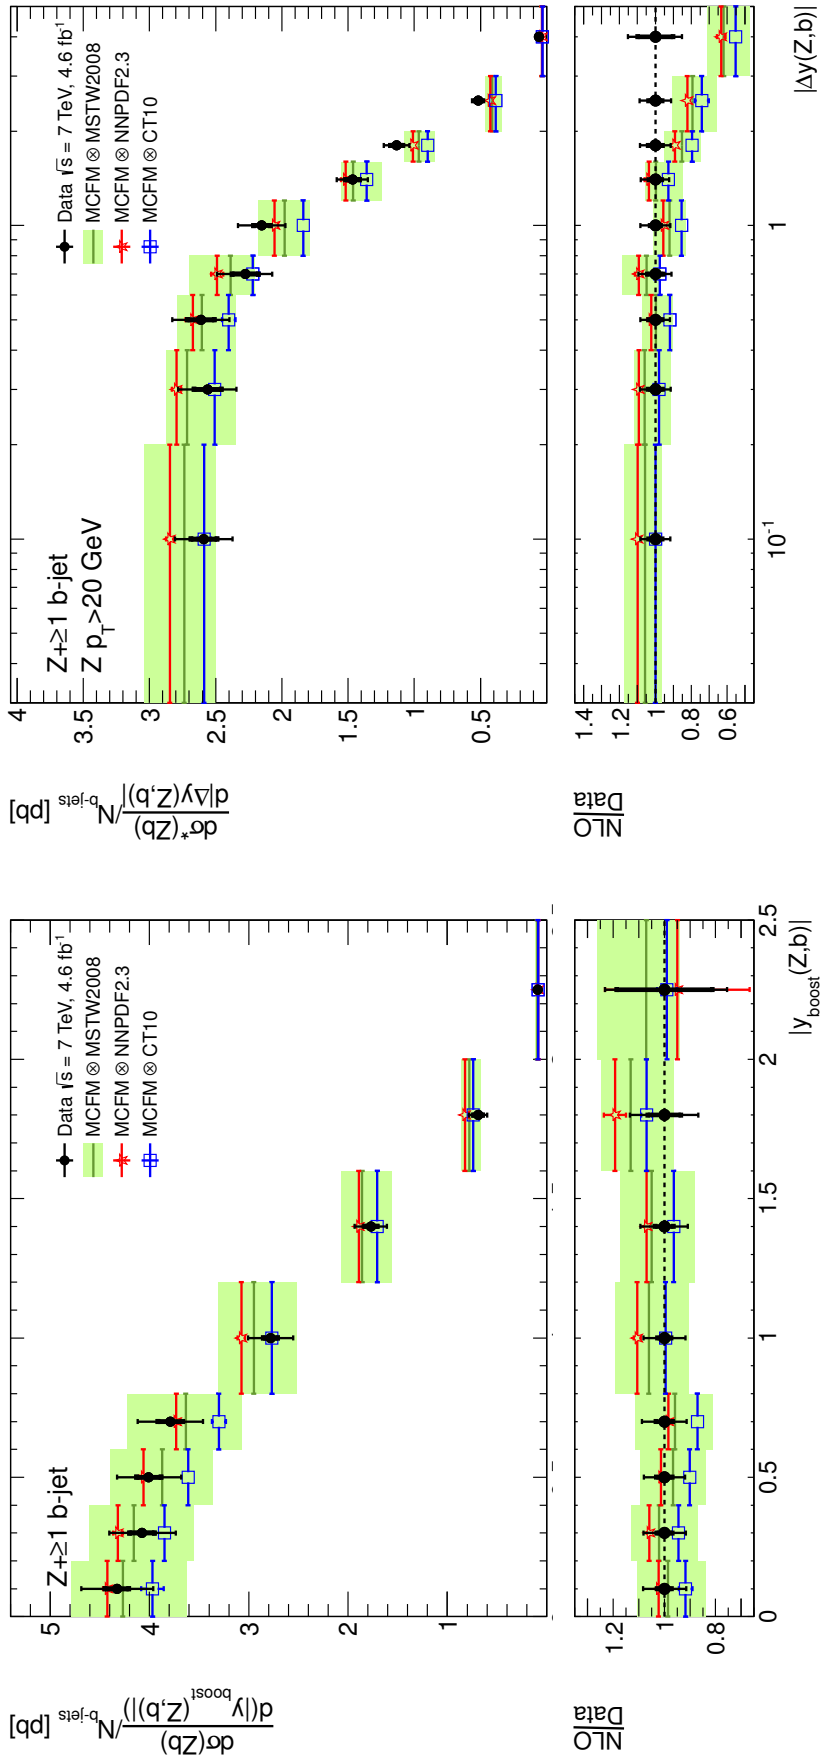 dσ(Zb)
d(|y_boost(Z,b)|)
/N_b-jets [pb]
5
4
3
2
1
Z+≥1 b-jet
Data √s = 7 TeV, 4.6 fb⁻¹
MCFM ⊗ MSTW2008
MCFM ⊗ NNPDF2.3
MCFM ⊗ CT10
NLO
Data
1.2
1
0.8
0 0.5 1 1.5 2 2.5
|y_boost(Z,b)|
dσ*(Zb)
d|Δy(Z,b)|
/N_b-jets [pb]
4
3.5
3
2.5
2
1.5
1
0.5
Z+≥1 b-jet
Z p_T>20 GeV
Data √s = 7 TeV, 4.6 fb⁻¹
MCFM ⊗ MSTW2008
MCFM ⊗ NNPDF2.3
MCFM ⊗ CT10
NLO
Data
1.4
1.2
1
0.8
0.6
10⁻¹ 1
|Δy(Z,b)|